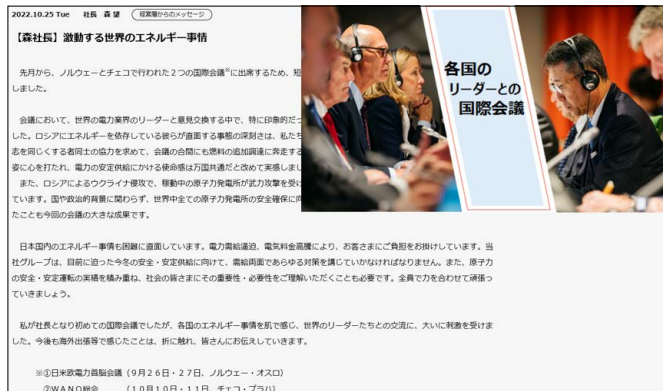 2022.10.25 Tue 社長 森 望 経営層からのメッセージ
【森社長】激動する世界のエネルギー事情
各国の
リーダーとの
国際会議
先月から、ノルウェーとチェコで行われた2つの国際会議※に出席するため、短
しました。
会議において、世界の電力業界のリーダーと意見交換する中で、特に印象的だっ
した。ロシアにエネルギーを依存している彼らが直面する事態の深刻さは、私たち
志を同じくする者同士の協力を求めて、会議の合間にも燃料の追加調達に奔走する
姿に心を打たれ、電力の安定供給にかける使命感は万国共通だと改めて実感しまし
また、ロシアによるウクライナ侵攻で、稼動中の原子力発電所が武力攻撃を受け
ています。国や政治的背景に関わらず、世界中全ての原子力発電所の安全確保に向
たことも今回の会議の大きな成果です。
日本国内のエネルギー事情も困難に直面しています。電力需給逼迫、電気料金高騰により、お客さまにご負担をお掛けしています。当
社グループは、目前に迫った今冬の安全・安定供給に向けて、需給両面であらゆる対策を講じていかなければなりません。また、原子力
の安全・安定運転の実績を積み重ね、社会の皆さまにその重要性・必要性をご理解いただくことも必要です。全員で力を合わせて頑張っ
ていきましょう。
私が社長となり初めての国際会議でしたが、各国のエネルギー事情を肌で感じ、世界のリーダーたちとの交流に、大いに刺激を受けま
した。今後も海外出張等で感じたことは、折に触れ、皆さんにお伝えしていきます。
※①日米欧電力首脳会議(9月26日・27日、ノルウェー・オスロ)
②WANO総会 (10月10日・11日、チェコ・プラハ)